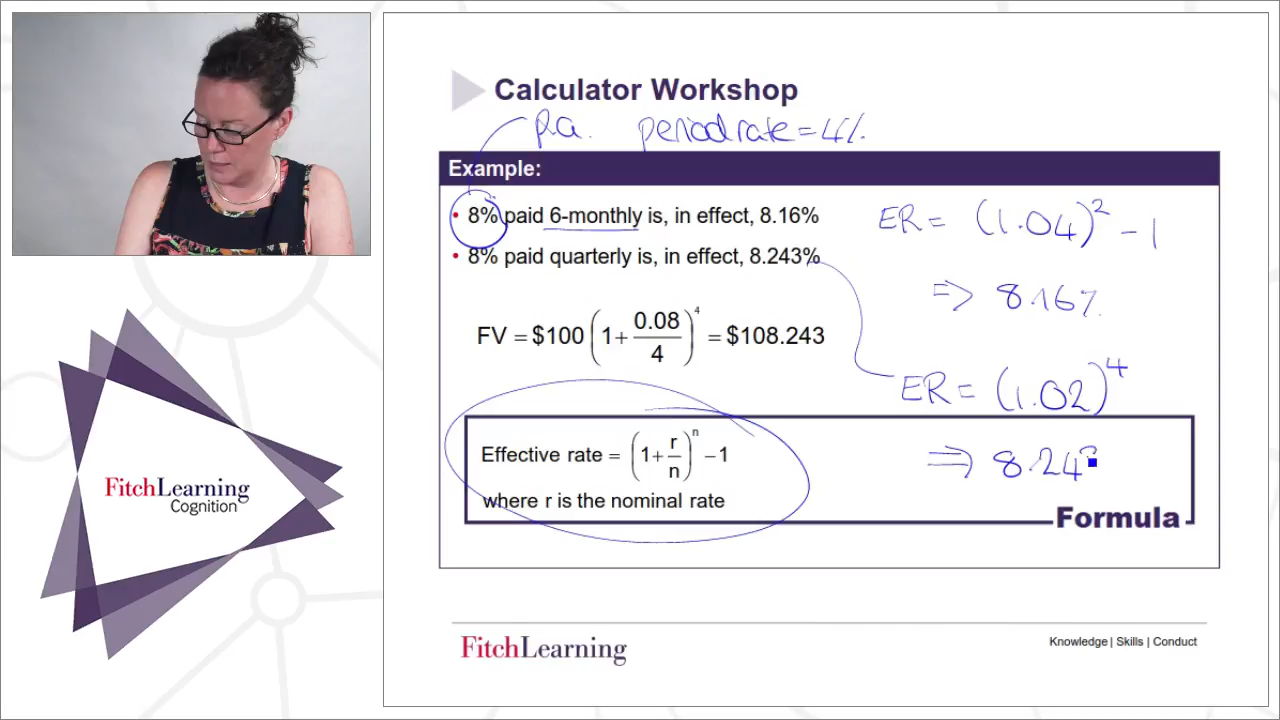 Calculator Workshop
p.a. period rate = 4%.
Example:
• 8% paid 6-monthly is, in effect, 8.16%
ER = (1.04)² - 1
• 8% paid quarterly is, in effect, 8.243%
⇒ 8.16%
FV = $100 (1 + 0.08/4)⁴ = $108.243
ER = (1.02)⁴
Effective rate = (1 + r/n)ⁿ – 1
⇒ 8.24
where r is the nominal rate
Formula
FitchLearning
Cognition
FitchLearning
Knowledge | Skills | Conduct